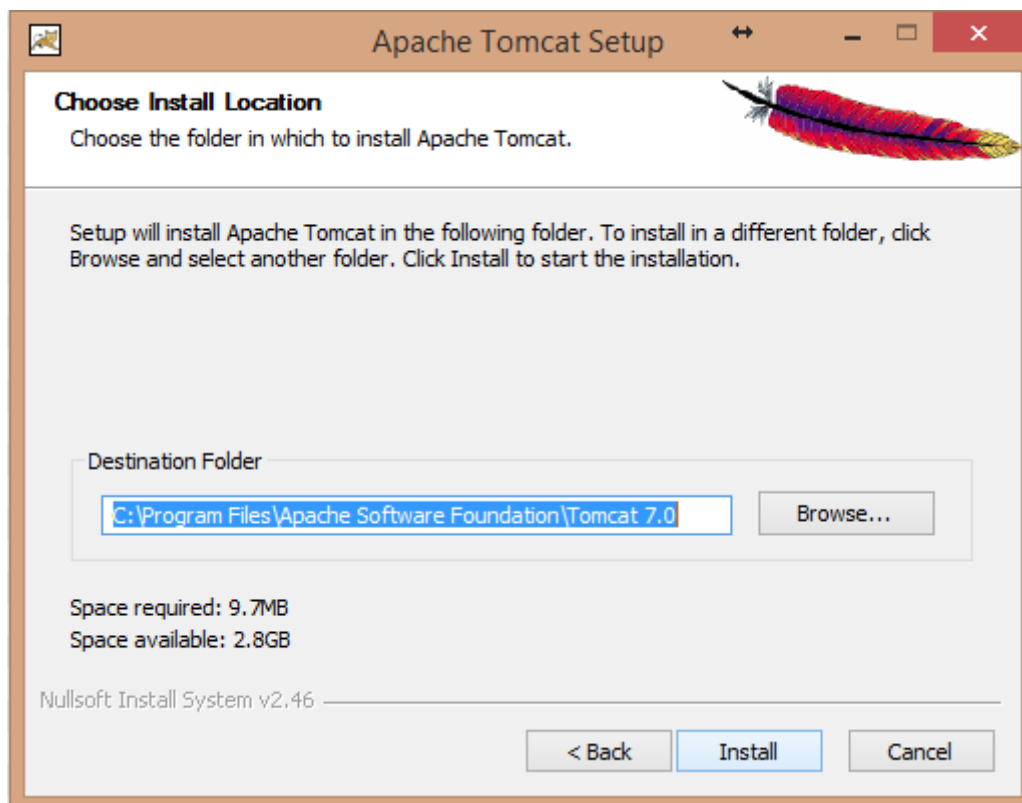 Apache Tomcat Setup
Choose Install Location
Choose the folder in which to install Apache Tomcat.
Setup will install Apache Tomcat in the following folder. To install in a different folder, click
Browse and select another folder. Click Install to start the installation.
Destination Folder
C:\Program Files\Apache Software Foundation\Tomcat 7.0
Browse...
Space required: 9.7MB
Space available: 2.8GB
Nullsoft Install System v2.46
< Back
Install
Cancel